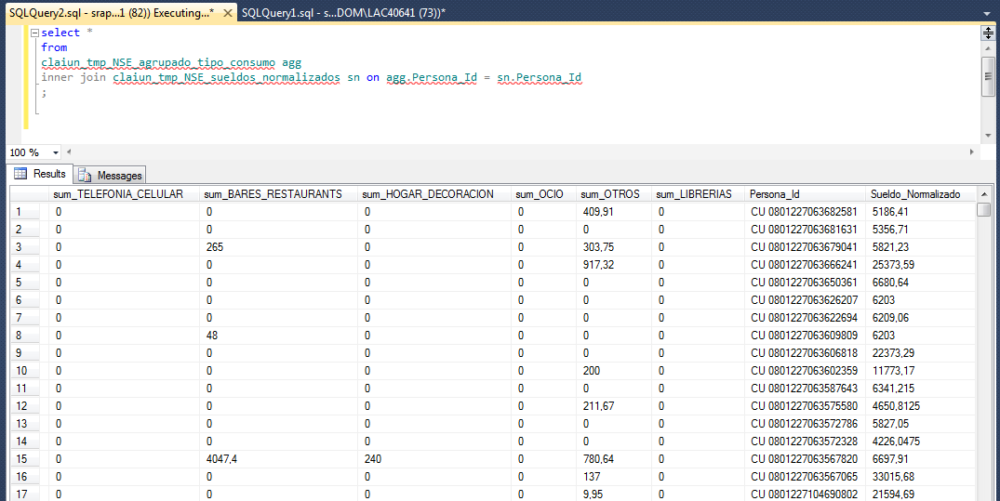 SQLQuery2.sql - srap...1 (82)) Executing...* SQLQuery1.sql - s...DOM\LAC40641 (73))*
select *
from
claiun_tmp_NSE_agrupado_tipo_consumo agg
inner join claiun_tmp_NSE_sueldos_normalizados sn on agg.Persona_Id = sn.Persona_Id
;
100 %
Results Messages
sum_TELEFONIA_CELULAR sum_BARES_RESTAURANTS sum_HOGAR_DECORACION sum_OCIO sum_OTROS sum_LIBRERIAS Persona_Id Sueldo_Normalizado
1 0 0 0 0 409,91 0 CU 0801227063682581 5186,41
2 0 0 0 0 0 0 CU 0801227063681631 5356,71
3 0 265 0 0 303,75 0 CU 0801227063679041 5821,23
4 0 0 0 0 917,32 0 CU 0801227063666241 25373,59
5 0 0 0 0 0 0 CU 0801227063650361 6680,64
6 0 0 0 0 0 0 CU 0801227063626207 6203
7 0 0 0 0 0 0 CU 0801227063622694 6209,06
8 0 48 0 0 0 0 CU 0801227063609809 6203
9 0 0 0 0 0 0 CU 0801227063606818 22373,29
10 0 0 0 0 200 0 CU 0801227063602359 11773,17
11 0 0 0 0 0 0 CU 0801227063587643 6341,215
12 0 0 0 0 211,67 0 CU 0801227063575580 4650,8125
13 0 0 0 0 0 0 CU 0801227063572786 5827,05
14 0 0 0 0 0 0 CU 0801227063572328 4226,0475
15 0 4047,4 240 0 780,64 0 CU 0801227063567820 6697,91
16 0 0 0 0 137 0 CU 0801227063567065 33015,68
17 0 0 0 0 9,95 0 CU 0801227104690802 21594,69